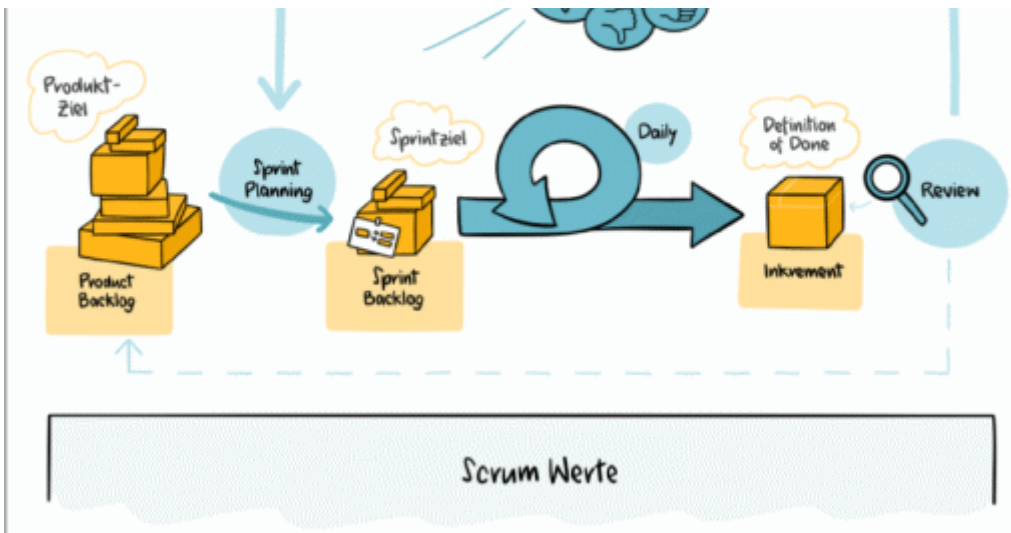 Produkt-
Ziel
Sprint
Planning
Sprintziel
Daily
Definition
of Done
Review
Product
Backlog
Sprint
Backlog
Inkrement
Scrum Werte